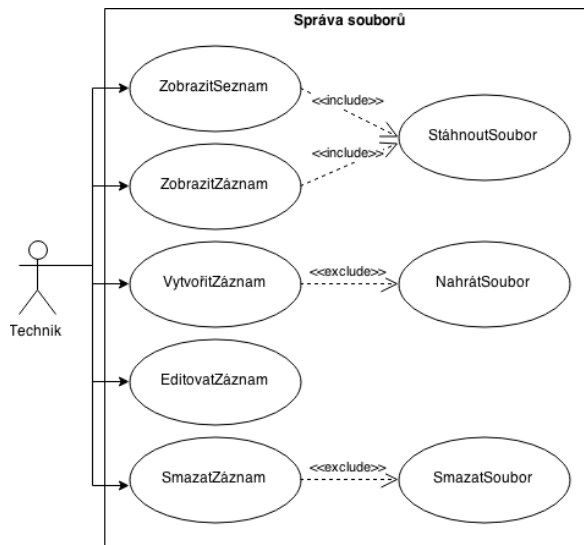 Správa souborů
ZobrazitSeznam
<<include>>
StáhnoutSoubor
<<include>>
ZobrazitZáznam
Technik
VytvořitZáznam
<<exclude>>
NahrátSoubor
EditovatZáznam
SmazatZáznam
<<exclude>>
SmazatSoubor